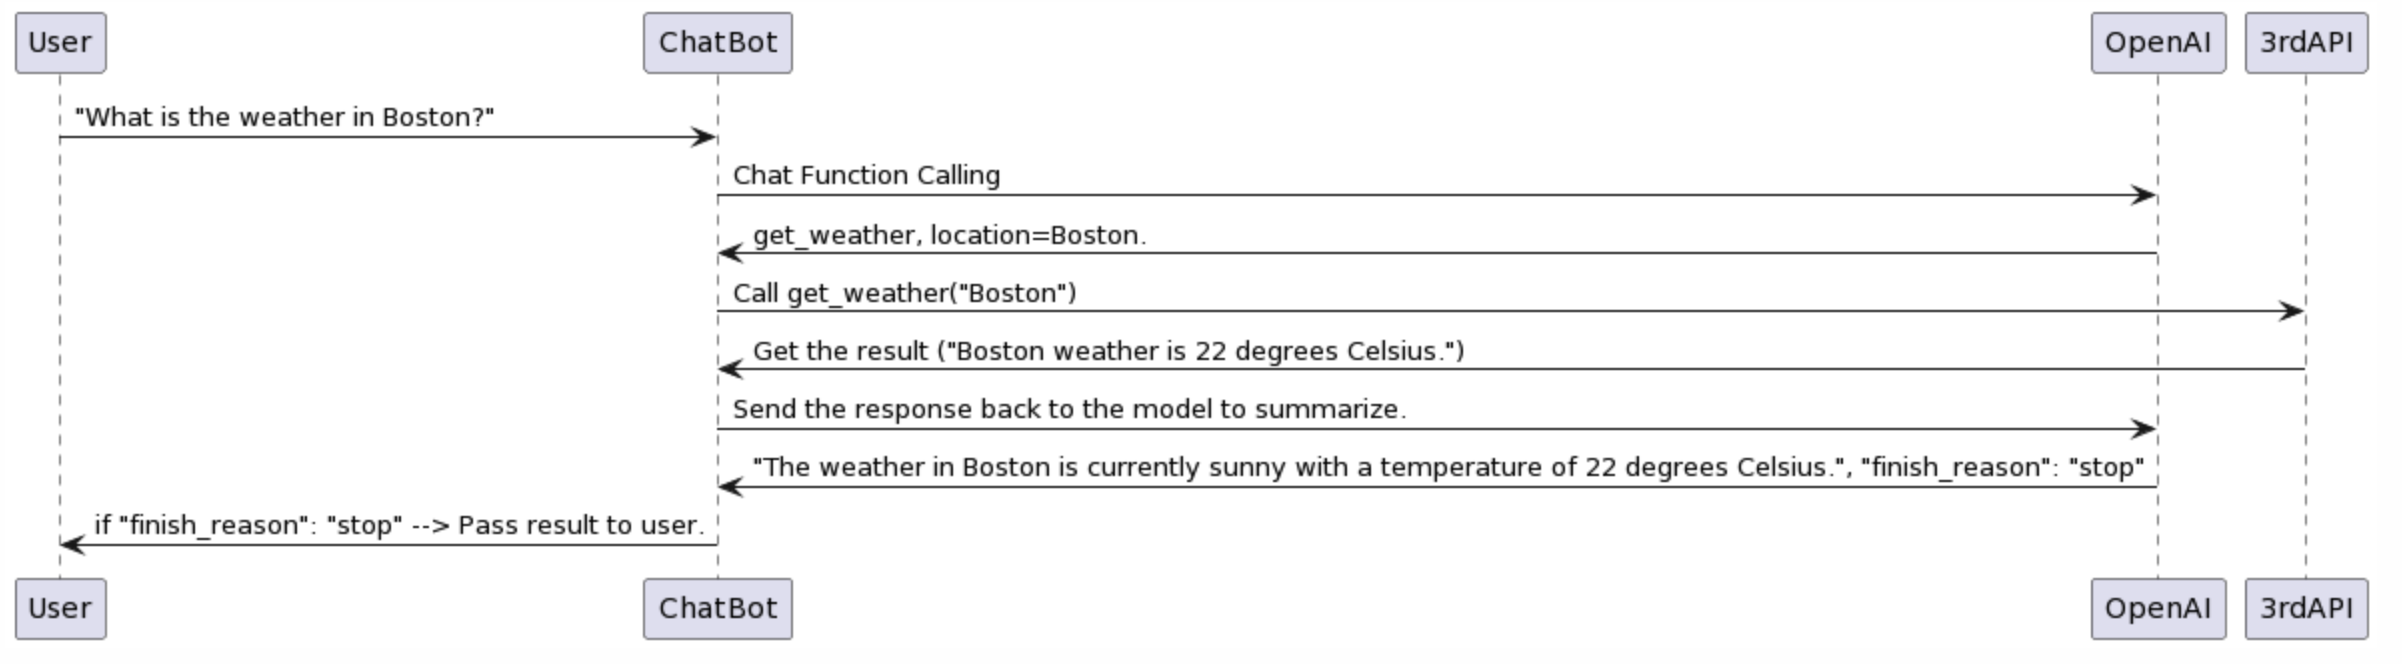 User ChatBot OpenAI 3rdAPI
"What is the weather in Boston?"
Chat Function Calling
get_weather, location=Boston.
Call get_weather("Boston")
Get the result ("Boston weather is 22 degrees Celsius.")
Send the response back to the model to summarize.
"The weather in Boston is currently sunny with a temperature of 22 degrees Celsius.", "finish_reason": "stop"
if "finish_reason": "stop" --> Pass result to user.
User ChatBot OpenAI 3rdAPI